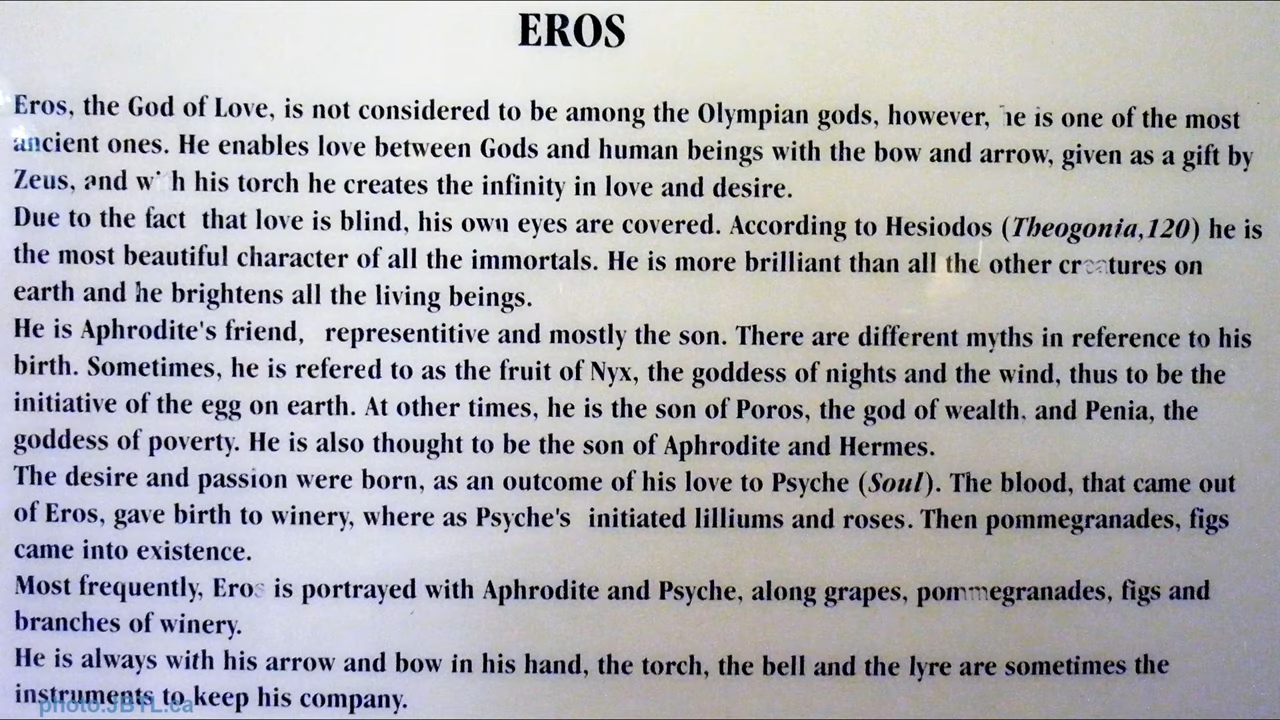 EROS
Eros, the God of Love, is not considered to be among the Olympian gods, however, he is one of the most
ancient ones. He enables love between Gods and human beings with the bow and arrow, given as a gift by
Zeus, and with his torch he creates the infinity in love and desire.
Due to the fact that love is blind, his own eyes are covered. According to Hesiodos (Theogonia,120) he is
the most beautiful character of all the immortals. He is more brilliant than all the other creatures on
earth and he brightens all the living beings.
He is Aphrodite's friend, representitive and mostly the son. There are different myths in reference to his
birth. Sometimes, he is refered to as the fruit of Nyx, the goddess of nights and the wind, thus to be the
initiative of the egg on earth. At other times, he is the son of Poros, the god of wealth, and Penia, the
goddess of poverty. He is also thought to be the son of Aphrodite and Hermes.
The desire and passion were born, as an outcome of his love to Psyche (Soul). The blood, that came out
of Eros, gave birth to winery, where as Psyche's initiated lilliums and roses. Then pommegranades, figs
came into existence.
Most frequently, Eros is portrayed with Aphrodite and Psyche, along grapes, pommegranades, figs and
branches of winery.
He is always with his arrow and bow in his hand, the torch, the bell and the lyre are sometimes the
instruments to keep his company.
photo.JBTL.ca